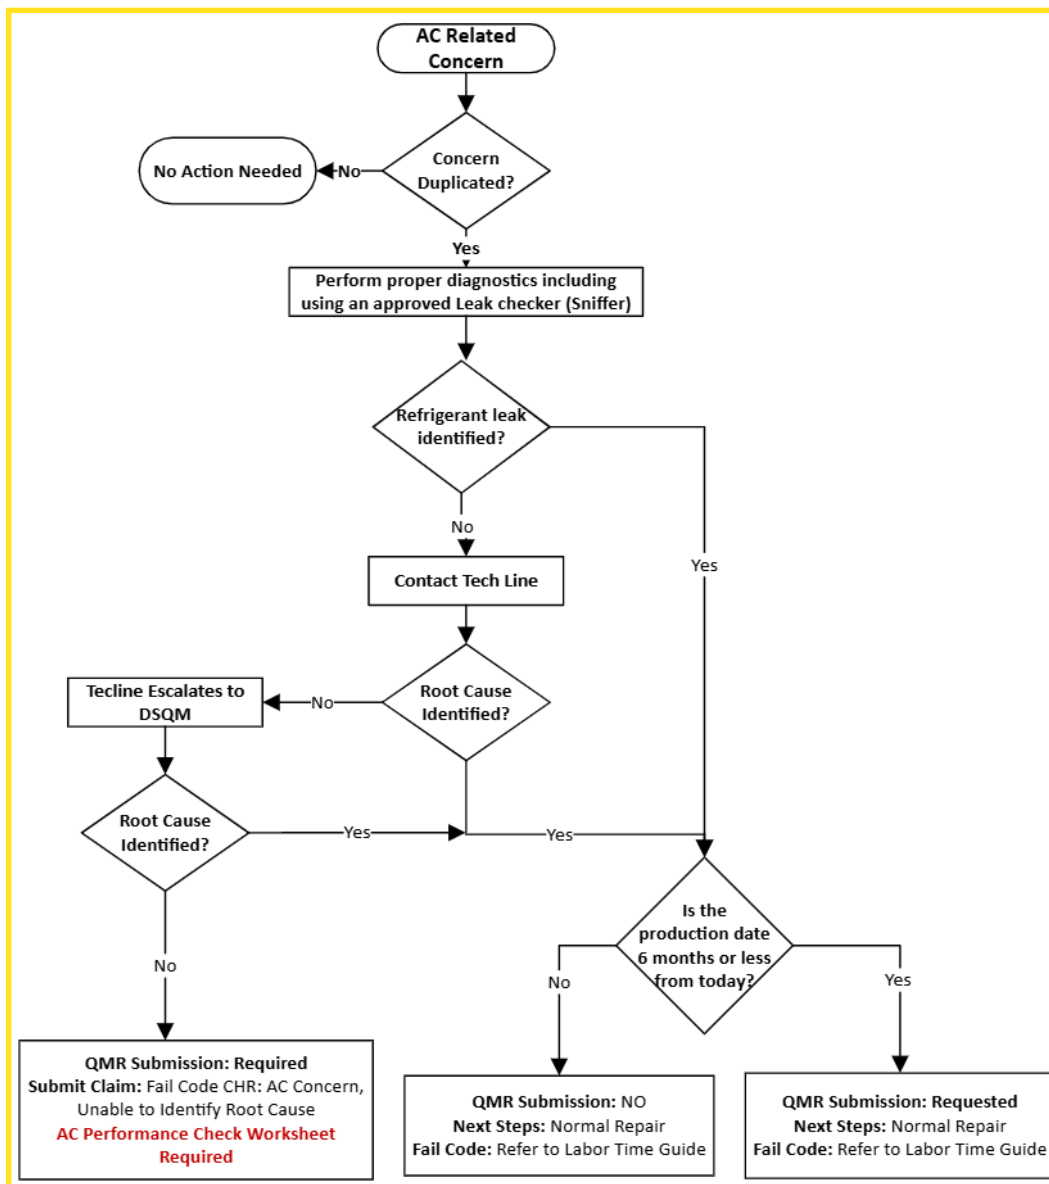 AC Related
Concern
Concern
Duplicated?
No
No Action Needed
Yes
Perform proper diagnostics including
using an approved Leak checker (Sniffer)
Refrigerant leak
identified?
No
Yes
Contact Tech Line
Root Cause
Identified?
No
Tecline Escalates to
DSQM
Root Cause
Identified?
Yes
Yes
Is the
production date
6 months or less
from today?
No
No
Yes
QMR Submission: Required
Submit Claim: Fail Code CHR: AC Concern,
Unable to Identify Root Cause
AC Performance Check Worksheet
Required
QMR Submission: NO
Next Steps: Normal Repair
Fail Code: Refer to Labor Time Guide
QMR Submission: Requested
Next Steps: Normal Repair
Fail Code: Refer to Labor Time Guide